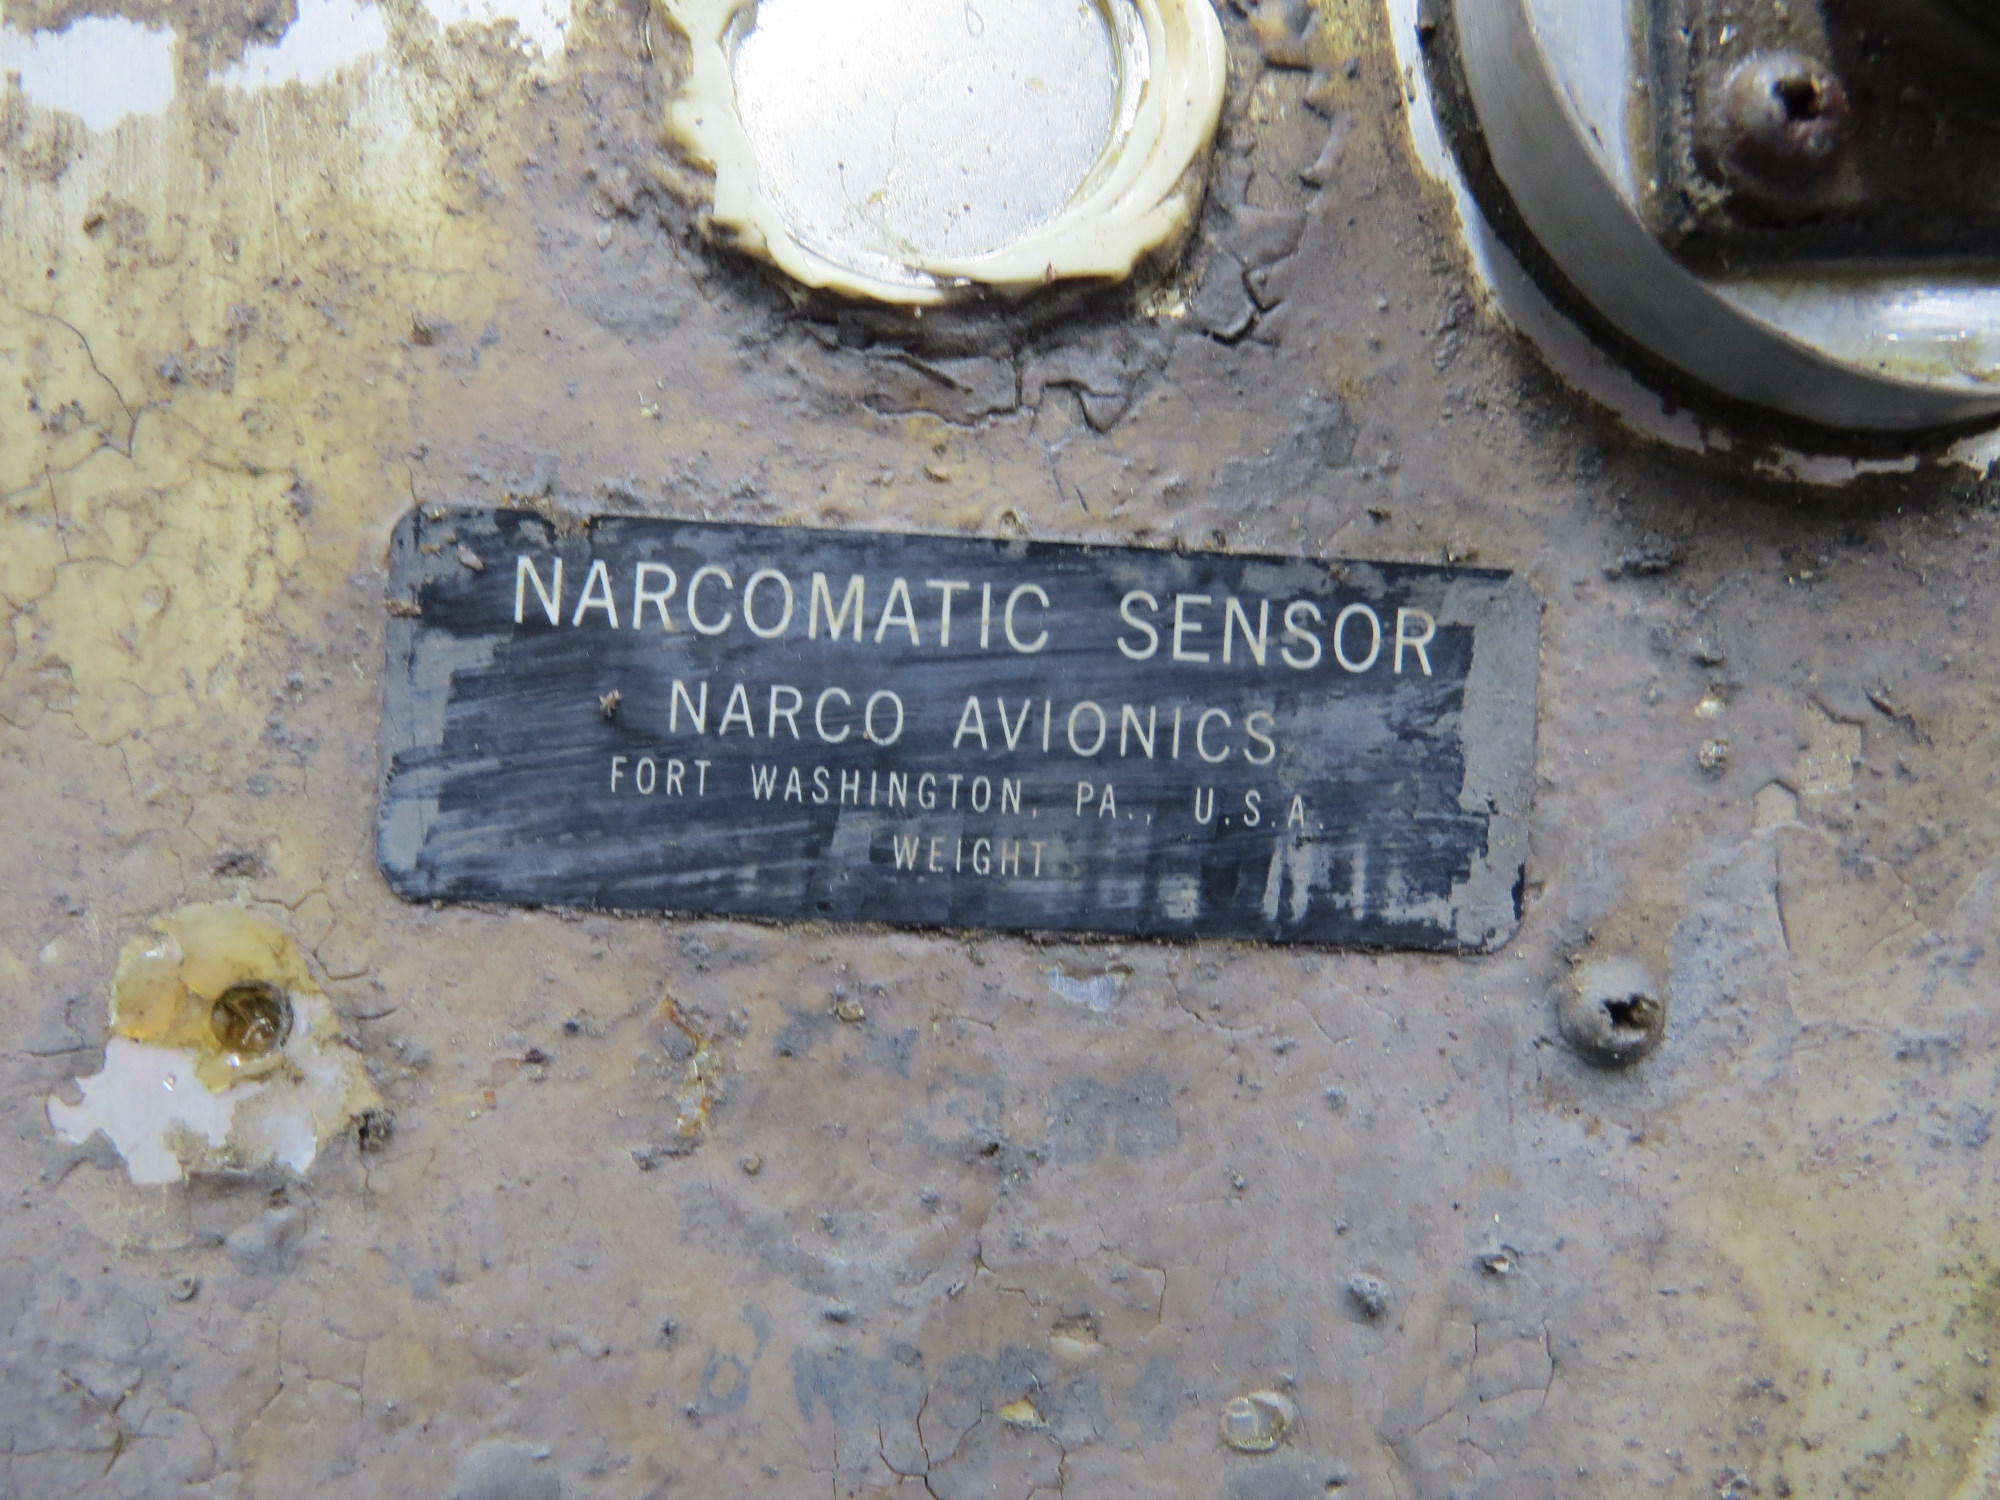 NARCOMATIC SENSOR
NARCO AVIONICS
FORT WASHINGTON, PA., U.S.A.
WEIGHT